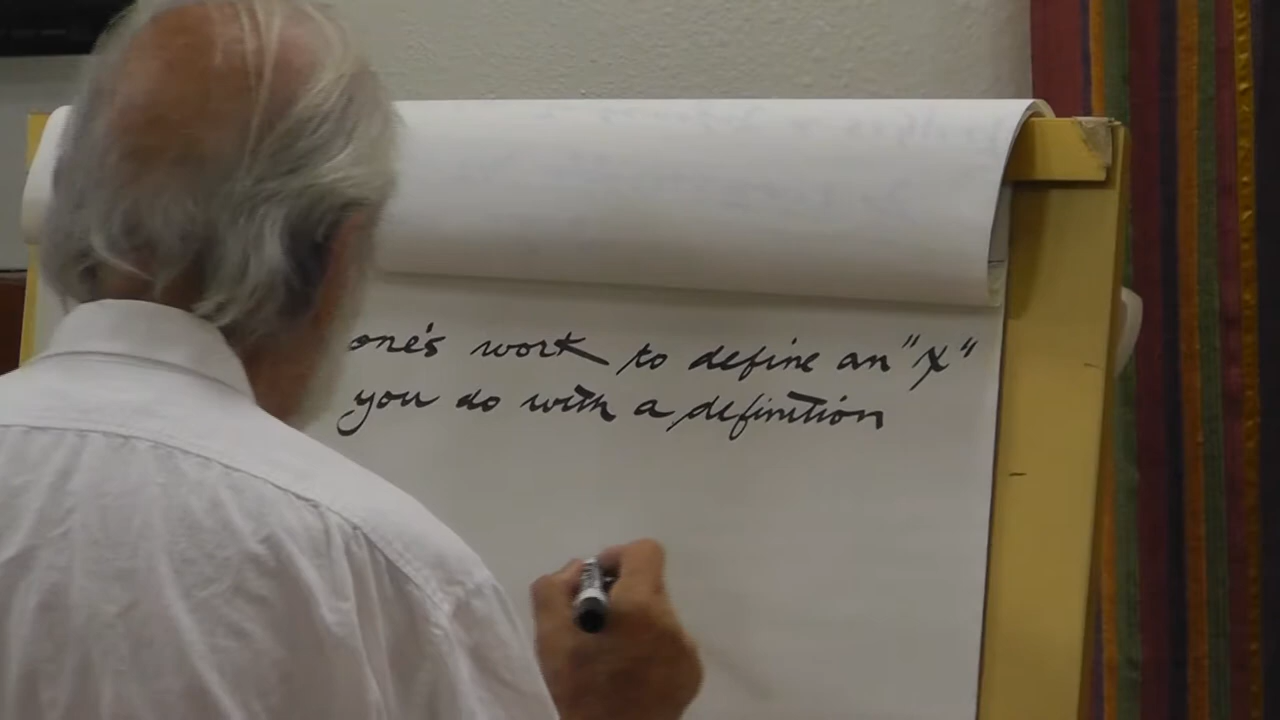 one's work to define an "X"
you do with a definition